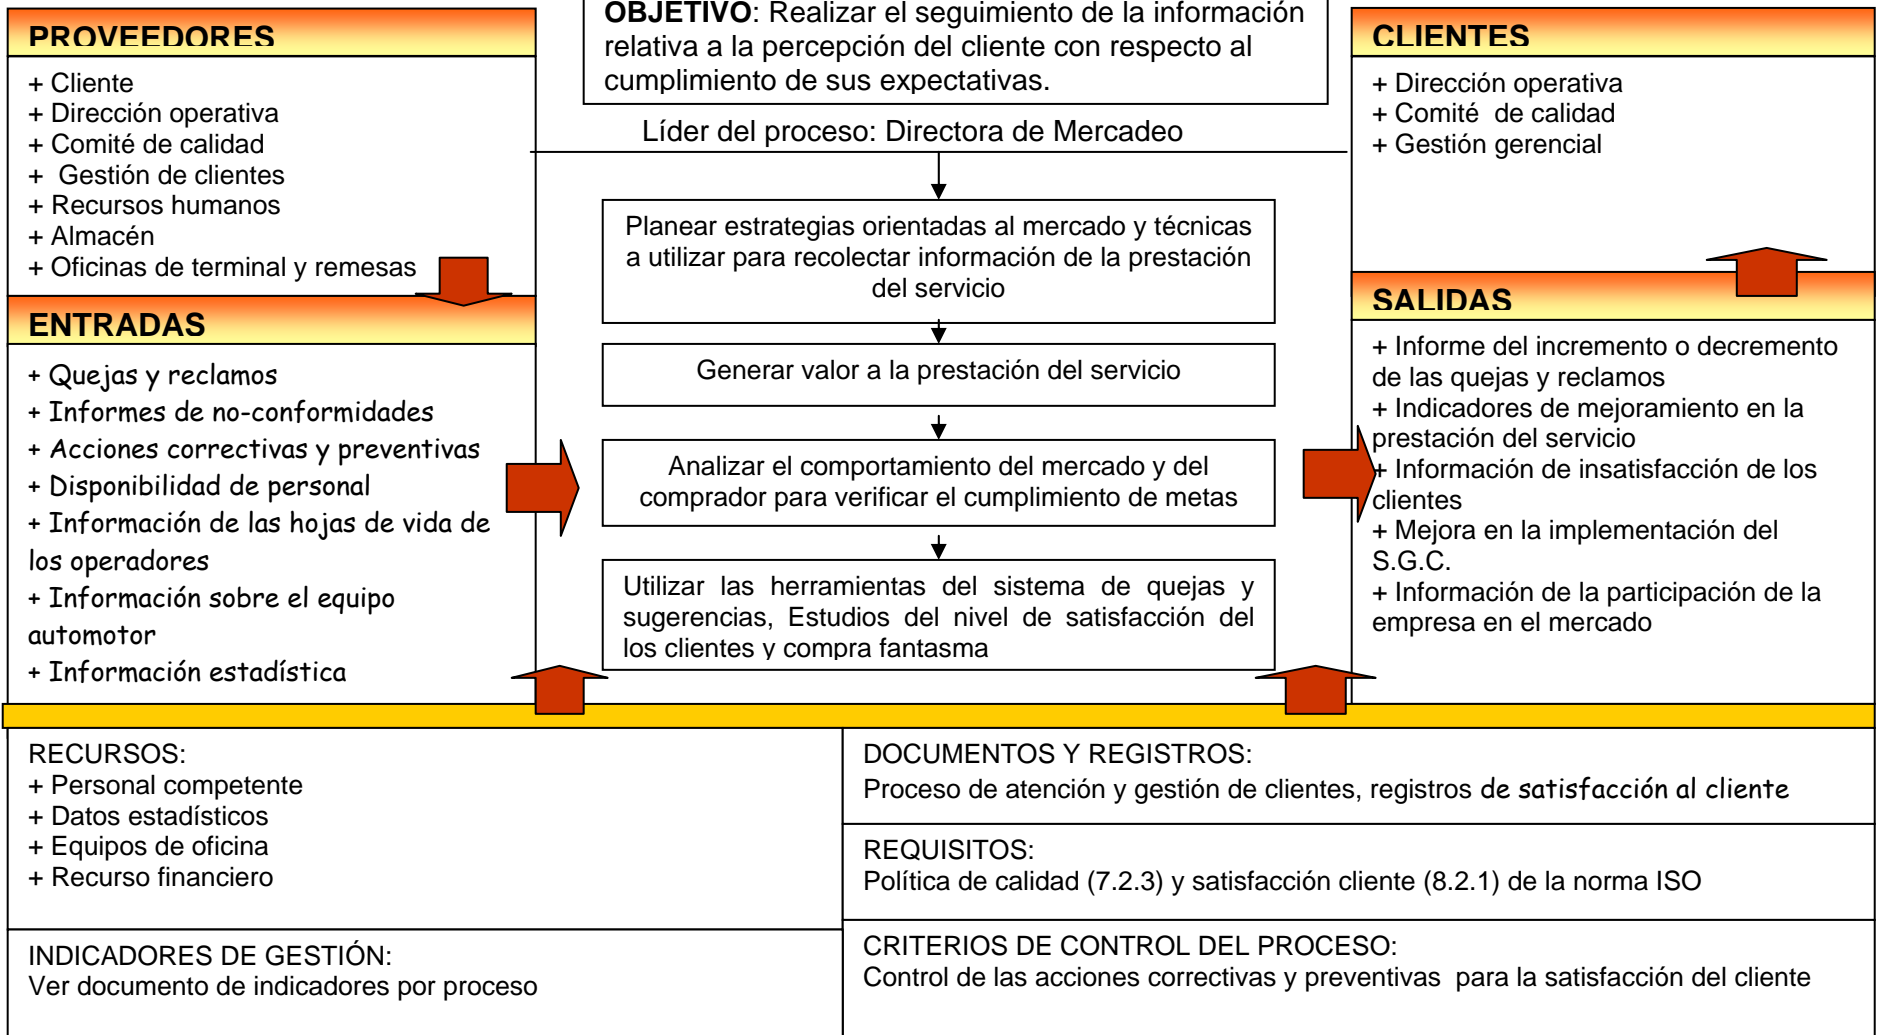 PROVEEDORES
+ Cliente
+ Dirección operativa
+ Comité de calidad
+ Gestión de clientes
+ Recursos humanos
+ Almacén
+ Oficinas de terminal y remesas
ENTRADAS
+ Quejas y reclamos
+ Informes de no-conformidades
+ Acciones correctivas y preventivas
+ Disponibilidad de personal
+ Información de las hojas de vida de
los operadores
+ Información sobre el equipo
automotor
+ Información estadística
OBJETIVO: Realizar el seguimiento de la información
relativa a la percepción del cliente con respecto al
cumplimiento de sus expectativas.
Líder del proceso: Directora de Mercadeo
Planear estrategias orientadas al mercado y técnicas
a utilizar para recolectar información de la prestación
del servicio
Generar valor a la prestación del servicio
Analizar el comportamiento del mercado y del
comprador para verificar el cumplimiento de metas
Utilizar las herramientas del sistema de quejas y
sugerencias, Estudios del nivel de satisfacción del
los clientes y compra fantasma
CLIENTES
+ Dirección operativa
+ Comité de calidad
+ Gestión gerencial
SALIDAS
+ Informe del incremento o decremento
de las quejas y reclamos
+ Indicadores de mejoramiento en la
prestación del servicio
+ Información de insatisfacción de los
clientes
+ Mejora en la implementación del
S.G.C.
+ Información de la participación de la
empresa en el mercado
RECURSOS:
+ Personal competente
+ Datos estadísticos
+ Equipos de oficina
+ Recurso financiero
INDICADORES DE GESTIÓN:
Ver documento de indicadores por proceso
DOCUMENTOS Y REGISTROS:
Proceso de atención y gestión de clientes, registros de satisfacción al cliente
REQUISITOS:
Política de calidad (7.2.3) y satisfacción cliente (8.2.1) de la norma ISO
CRITERIOS DE CONTROL DEL PROCESO:
Control de las acciones correctivas y preventivas para la satisfacción del cliente